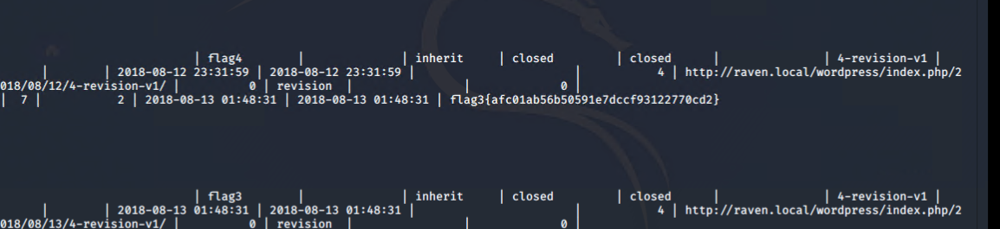 | flag4 | | inherit | closed | closed | | 4-revision-v1 |
| | 2018-08-12 23:31:59 | 2018-08-12 23:31:59 | | 4 | http://raven.local/wordpress/index.php/2
018/08/12/4-revision-v1/ | 0 | revision | | 0 |
| 7 | 2 | 2018-08-13 01:48:31 | 2018-08-13 01:48:31 | flag3{afc01ab56b50591e7dccf93122770cd2}
| flag3 | | inherit | closed | closed | | 4-revision-v1 |
| | 2018-08-13 01:48:31 | 2018-08-13 01:48:31 | | 4 | http://raven.local/wordpress/index.php/2
018/08/13/4-revision-v1/ | 0 | revision | | 0 |